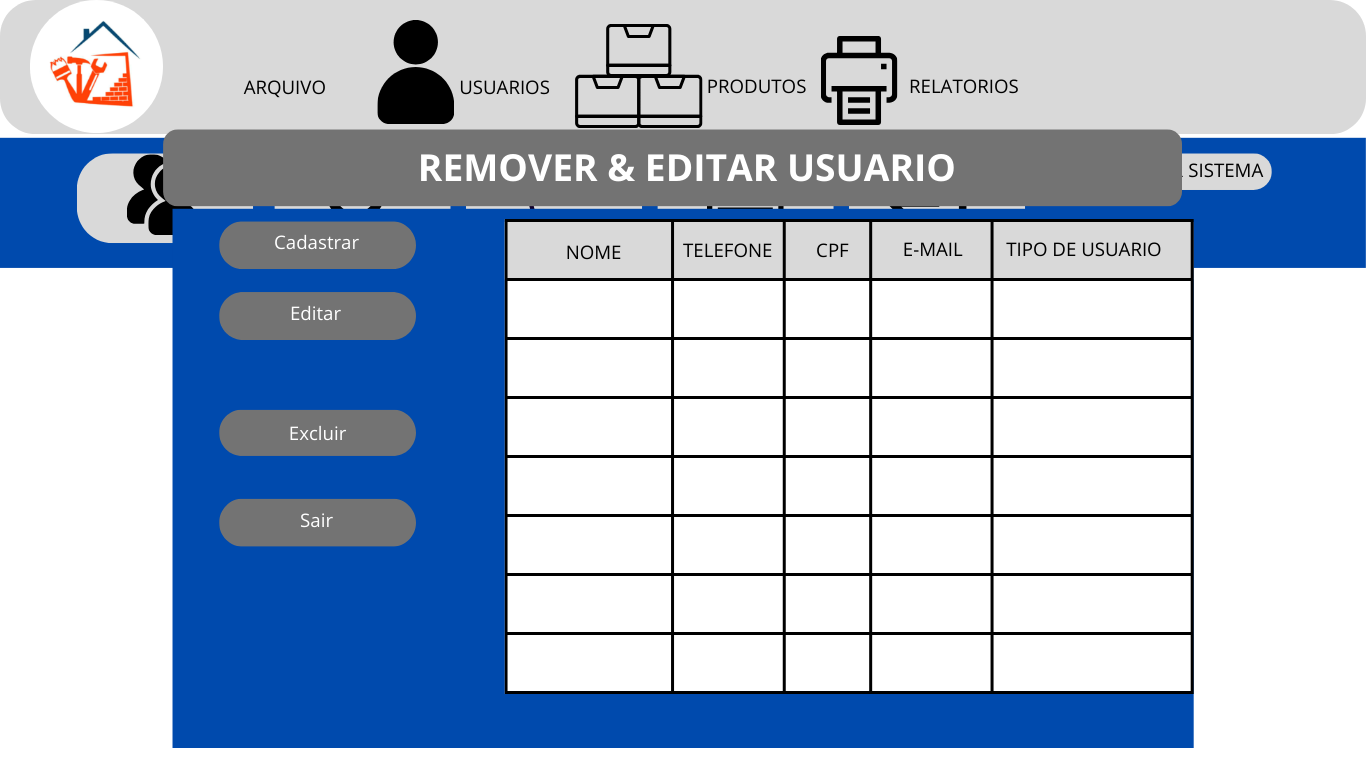 ARQUIVO
USUARIOS
PRODUTOS
RELATORIOS
REMOVER & EDITAR USUARIO
SISTEMA
Cadastrar
Editar
Excluir
Sair
NOME
TELEFONE
CPF
E-MAIL
TIPO DE USUARIO